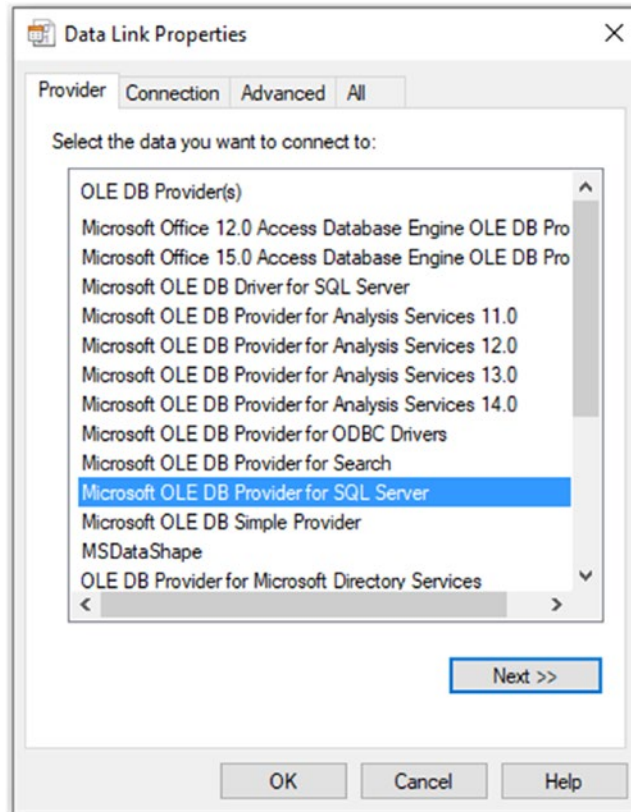 Data Link Properties
Provider Connection Advanced All
Select the data you want to connect to:
OLE DB Provider(s)
Microsoft Office 12.0 Access Database Engine OLE DB Pro
Microsoft Office 15.0 Access Database Engine OLE DB Pro
Microsoft OLE DB Driver for SQL Server
Microsoft OLE DB Provider for Analysis Services 11.0
Microsoft OLE DB Provider for Analysis Services 12.0
Microsoft OLE DB Provider for Analysis Services 13.0
Microsoft OLE DB Provider for Analysis Services 14.0
Microsoft OLE DB Provider for ODBC Drivers
Microsoft OLE DB Provider for Search
Microsoft OLE DB Provider for SQL Server
Microsoft OLE DB Simple Provider
MSDataShape
OLE DB Provider for Microsoft Directory Services
Next >>
OK Cancel Help